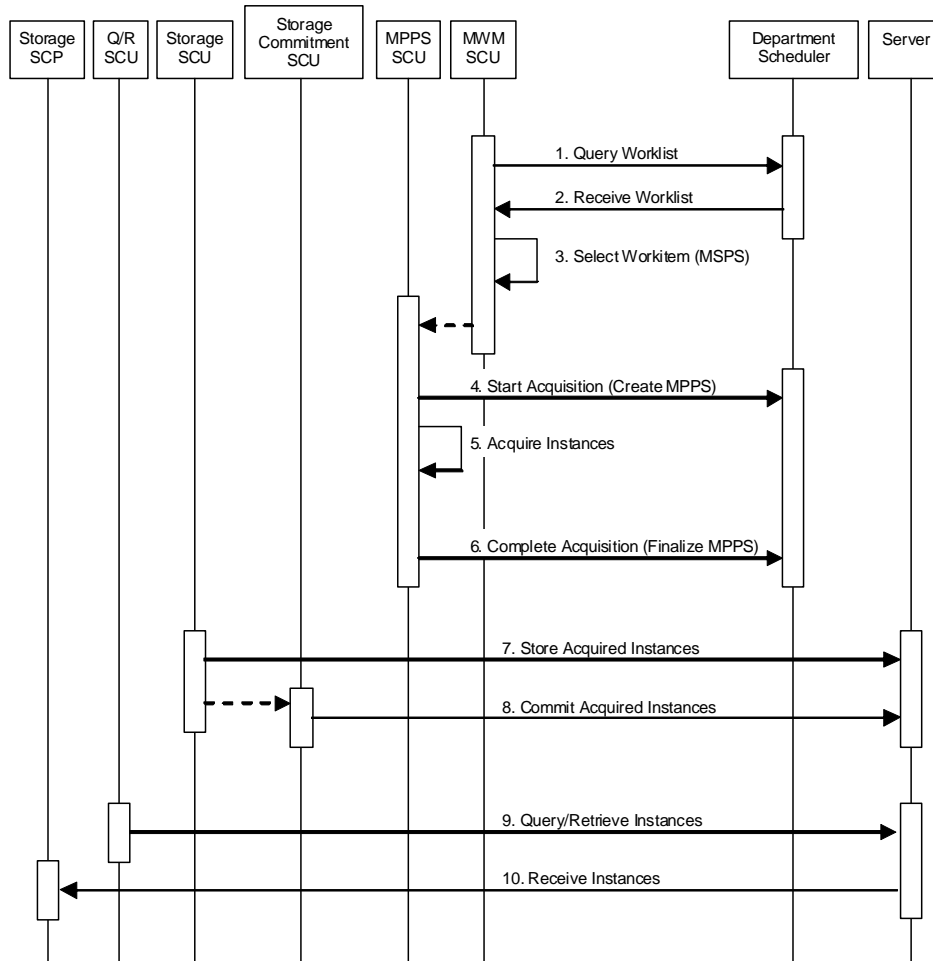 Storage
SCP
Q/R
SCU
Storage
SCU
Storage
Commitment
SCU
MPPS
SCU
MWM
SCU
Department
Scheduler
Server
1. Query Worklist
2. Receive Worklist
3. Select Workitem (MSPS)
4. Start Acquisition (Create MPPS)
5. Acquire Instances
6. Complete Acquisition (Finalize MPPS)
7. Store Acquired Instances
8. Commit Acquired Instances
9. Query/Retrieve Instances
10. Receive Instances